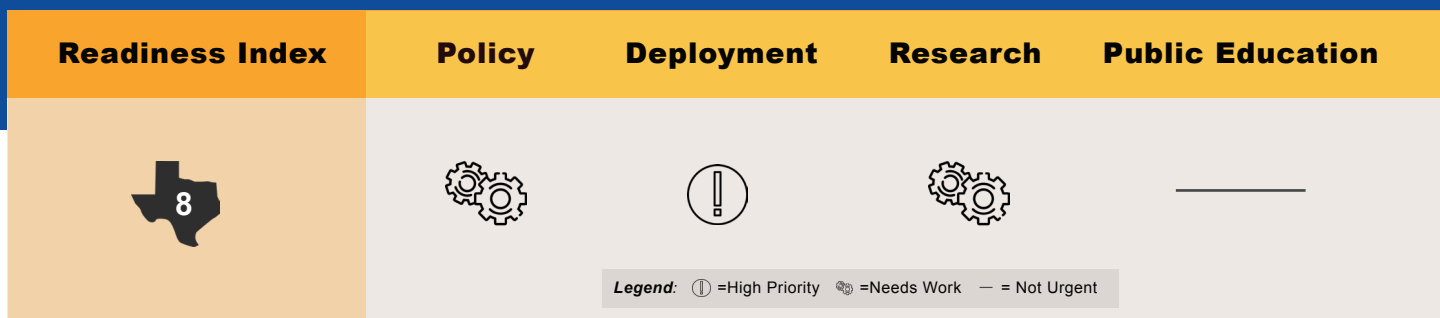 Readiness Index Policy Deployment Research Public Education
8
Legend: =High Priority =Needs Work — = Not Urgent